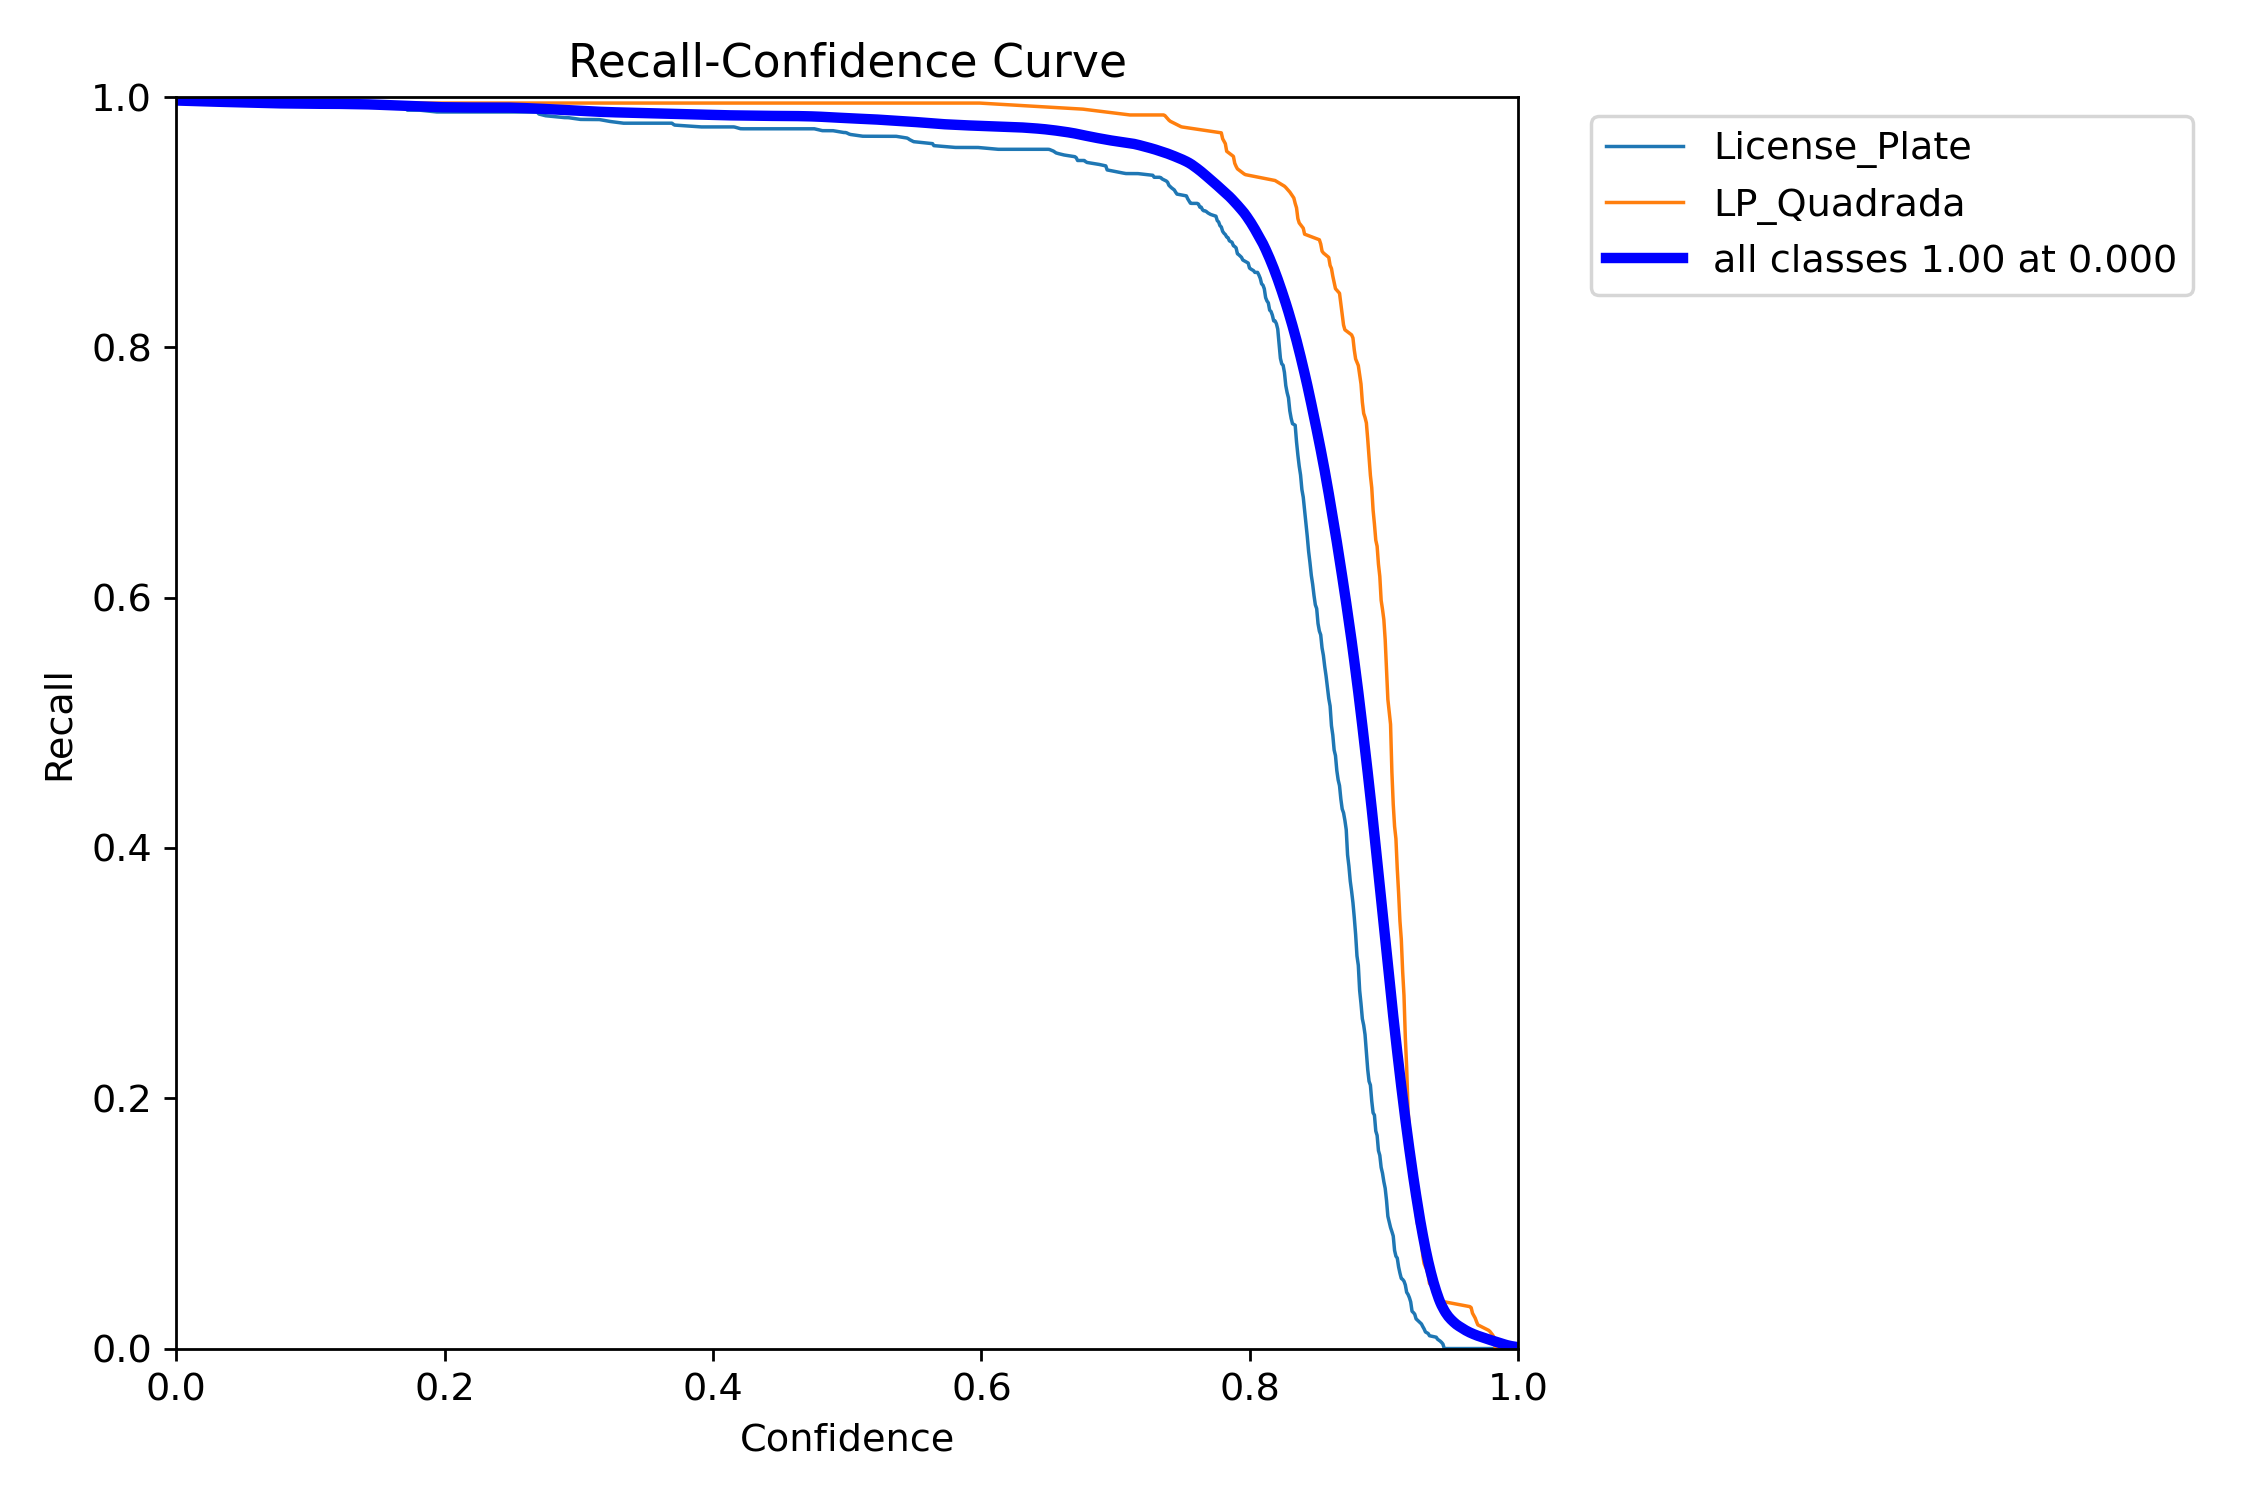 Recall-Confidence Curve
1.0
0.8
0.6
0.4
0.2
0.0
Recall
0.0 0.2 0.4 0.6 0.8 1.0
Confidence
License_Plate
LP_Quadrada
all classes 1.00 at 0.000